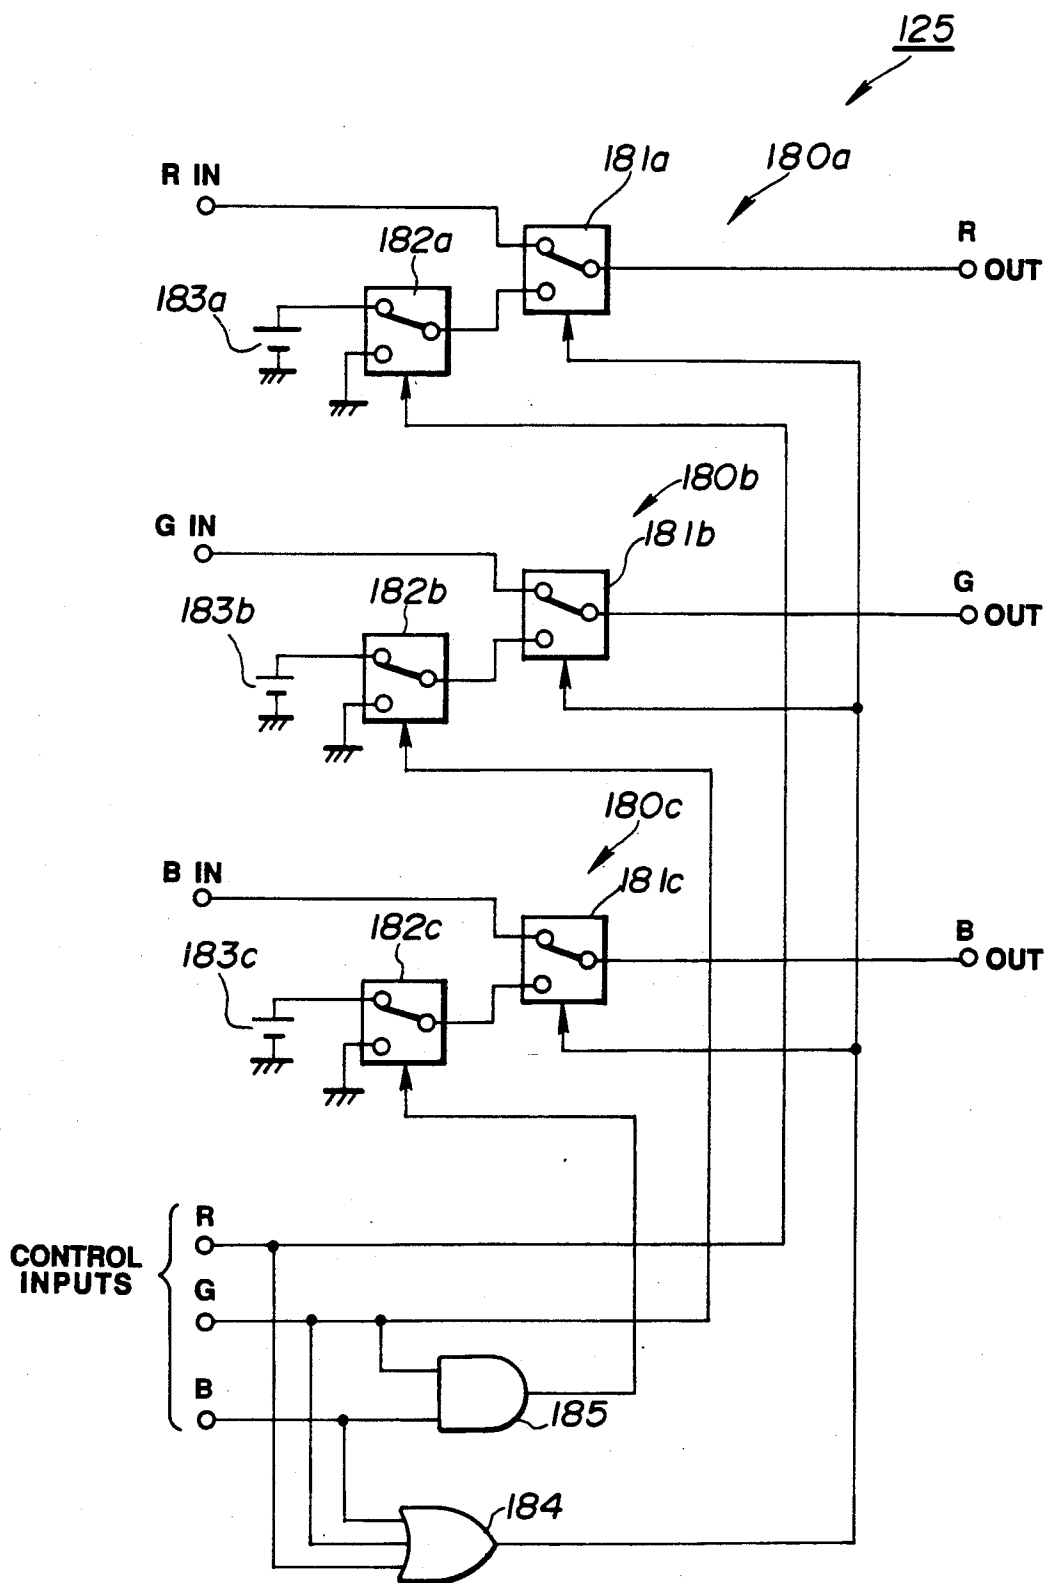 125
181a
180a
R IN
182a
R
OUT
183a
180b
181b
G IN
182b
G
OUT
183b
180c
181c
B IN
182c
B
OUT
183c
R
CONTROL
INPUTS
G
B
185
184